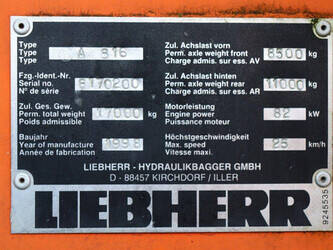 Type
Type A 316
Type
Fzg.-Ident.-Nr.
Serial no. 6170200
N° de série
Zul. Ges. Gew.
Perm. total weight 17000 kg
Poids admissible
Baujahr
Year of manufacture 1998
Année de fabrication
Zul. Achslast vorn
Perm. axle weight front 6500 kg
Charge admis. sur ess. AV
Zul. Achslast hinten
Perm. axle weight rear 11000 kg
Charge admis. sur ess. AR
Motorleistung
Engine power 82 kW
Puissance moteur
Höchstgeschwindigkeit
Max. speed 25 km/h
Vitesse maxi.
LIEBHERR - HYDRAULIKBAGGER GMBH
D - 88457 KIRCHDORF / ILLER
LIEBHERR
9245535